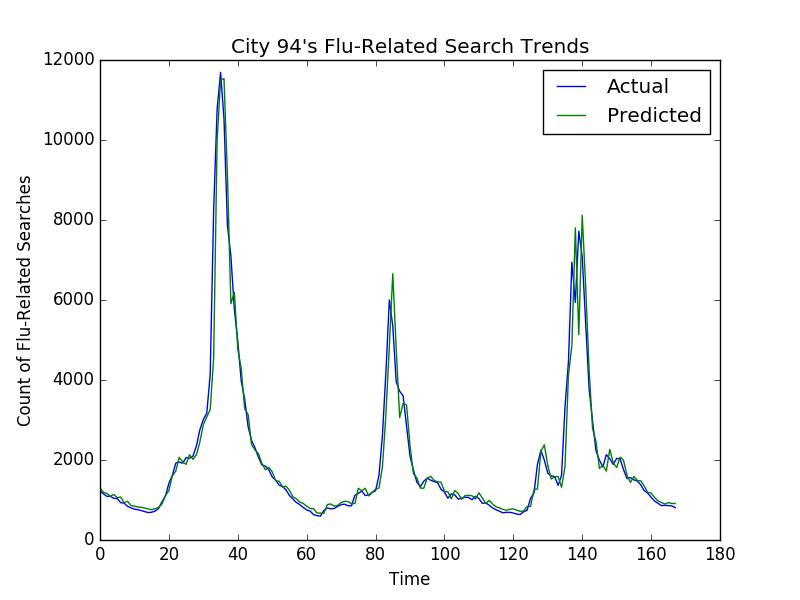 City 94's Flu-Related Search Trends
Actual
Predicted
12000
10000
8000
6000
4000
2000
0
Count of Flu-Related Searches
0 20 40 60 80 100 120 140 160 180
Time